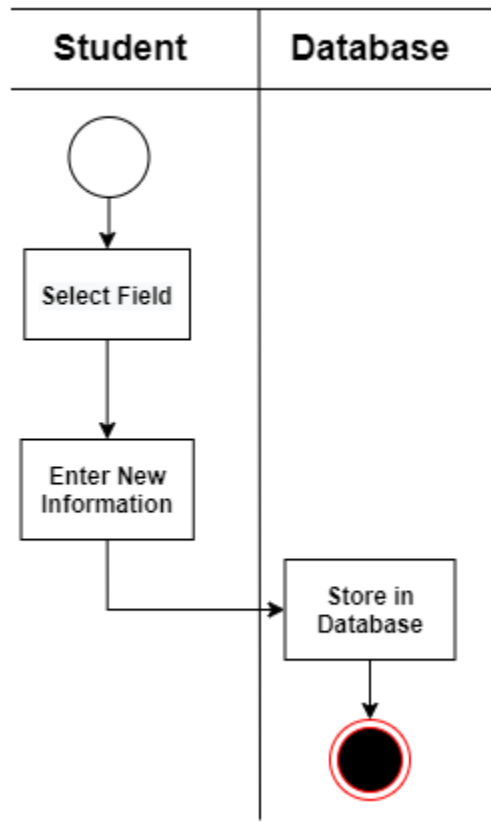 Student
Database
Select Field
Enter New
Information
Store in
Database